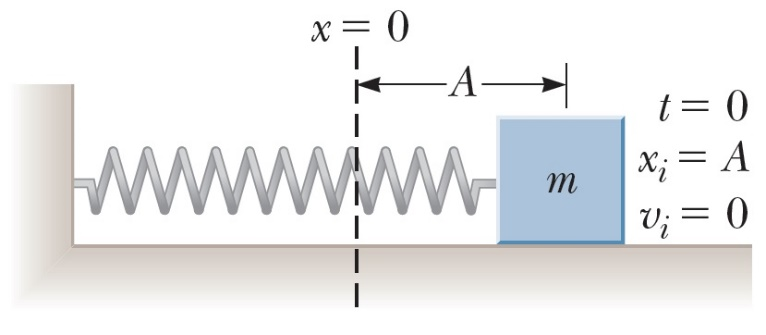 x = 0
A
t = 0
m
x_i = A
v_i = 0